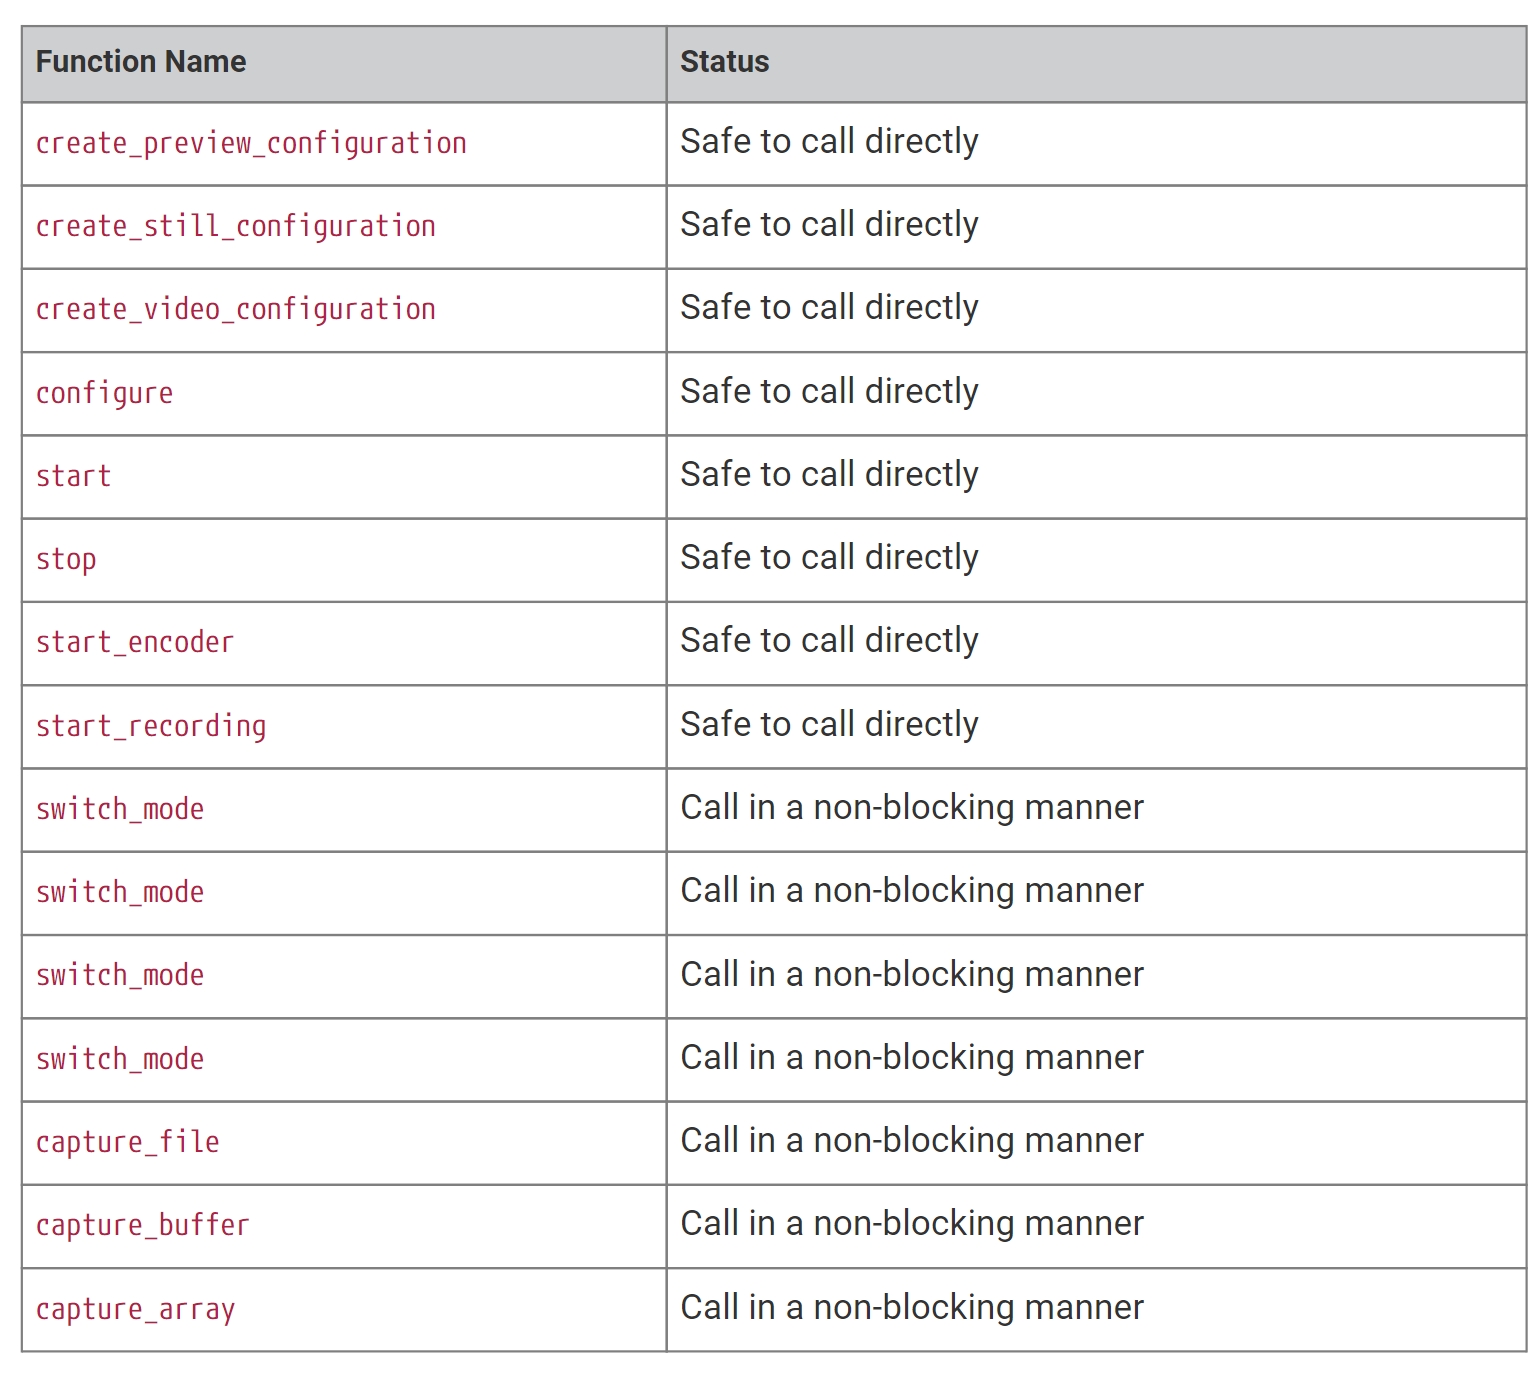 Function Name Status
create_preview_configuration Safe to call directly
create_still_configuration Safe to call directly
create_video_configuration Safe to call directly
configure Safe to call directly
start Safe to call directly
stop Safe to call directly
start_encoder Safe to call directly
start_recording Safe to call directly
switch_mode Call in a non-blocking manner
switch_mode Call in a non-blocking manner
switch_mode Call in a non-blocking manner
switch_mode Call in a non-blocking manner
capture_file Call in a non-blocking manner
capture_buffer Call in a non-blocking manner
capture_array Call in a non-blocking manner